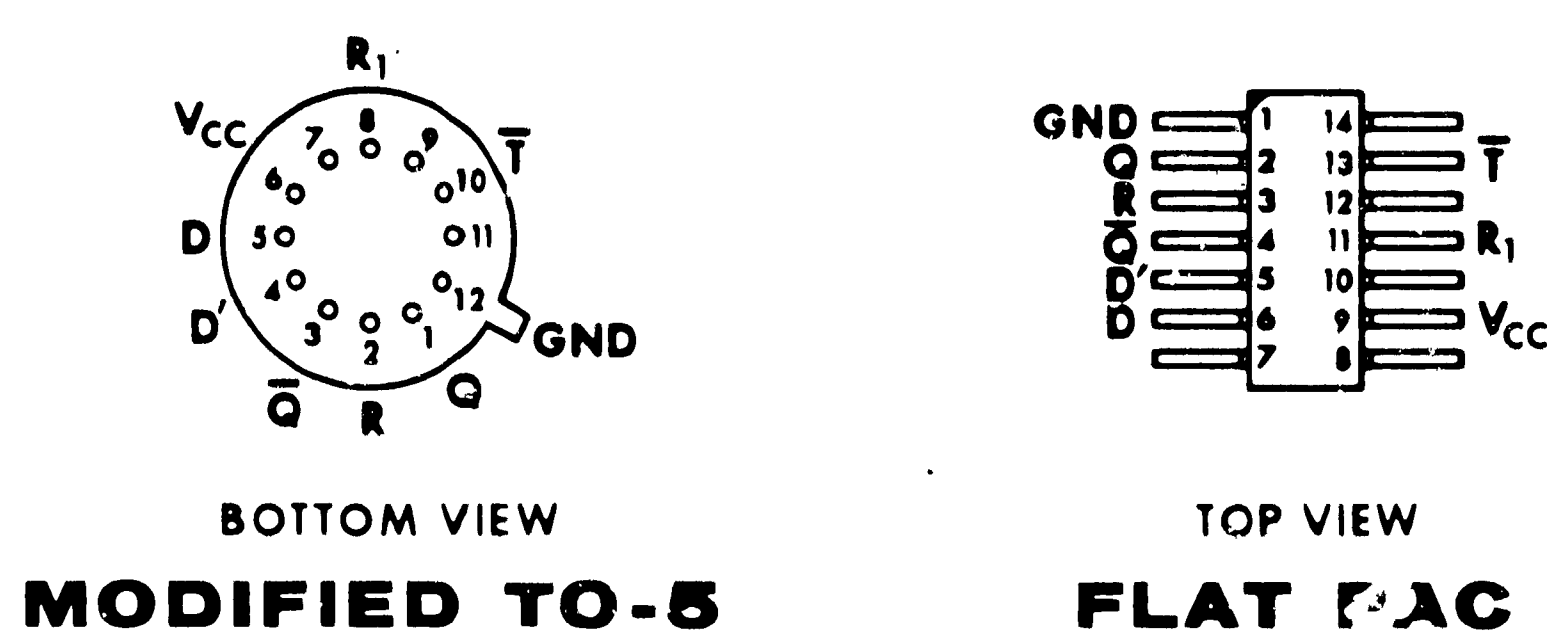 R1
VCC
T̅
D
D'
Q̅
R
Q
GND
8
7 9
6 10
5 11
4 12
3 1
2
BOTTOM VIEW
MODIFIED TO-5
GND 1 14
Q 2 13 T̅
R 3 12
Q̅ 4 11 R1
D' 5 10
D 6 9 VCC
7 8
TOP VIEW
FLAT PAC